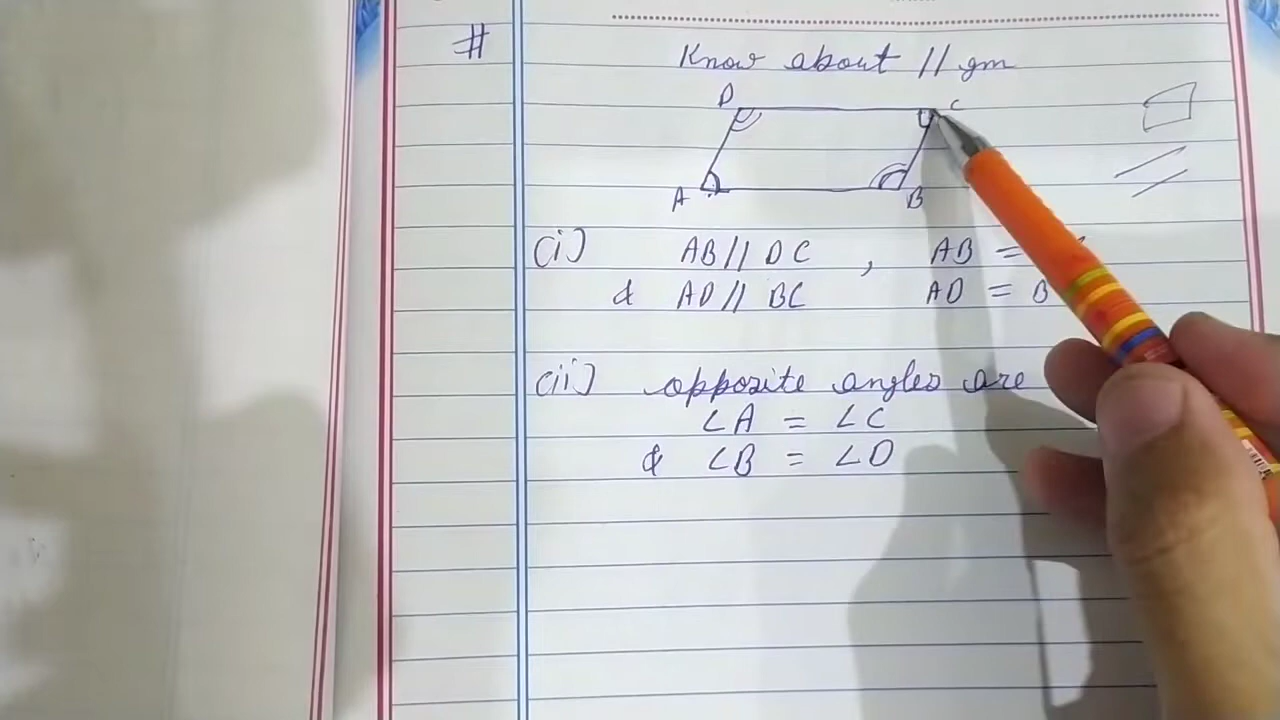 #
Know about // gm
D C
A B
(i) AB // DC , AB =
& AD // BC AD = B
(ii) opposite angles are
∠A = ∠C
& ∠B = ∠D